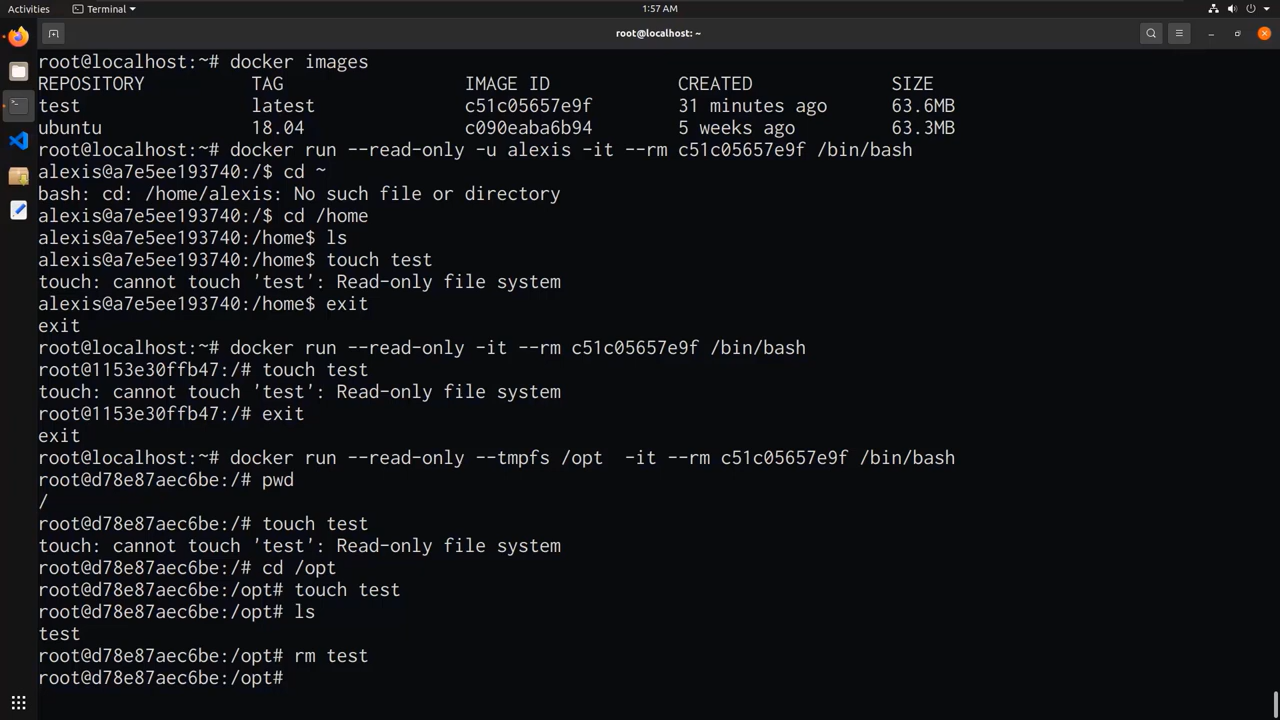 Activities
Terminal
1:57 AM
root@localhost: ~
root@localhost:~# docker images
REPOSITORY TAG IMAGE ID CREATED SIZE
test latest c51c05657e9f 31 minutes ago 63.6MB
ubuntu 18.04 c090eaba6b94 5 weeks ago 63.3MB
root@localhost:~# docker run --read-only -u alexis -it --rm c51c05657e9f /bin/bash
alexis@a7e5ee193740:/$ cd ~
bash: cd: /home/alexis: No such file or directory
alexis@a7e5ee193740:/$ cd /home
alexis@a7e5ee193740:/home$ ls
alexis@a7e5ee193740:/home$ touch test
touch: cannot touch 'test': Read-only file system
alexis@a7e5ee193740:/home$ exit
exit
root@localhost:~# docker run --read-only -it --rm c51c05657e9f /bin/bash
root@1153e30ffb47:/# touch test
touch: cannot touch 'test': Read-only file system
root@1153e30ffb47:/# exit
exit
root@localhost:~# docker run --read-only --tmpfs /opt  -it --rm c51c05657e9f /bin/bash
root@d78e87aec6be:/# pwd
/
root@d78e87aec6be:/# touch test
touch: cannot touch 'test': Read-only file system
root@d78e87aec6be:/# cd /opt
root@d78e87aec6be:/opt# touch test
root@d78e87aec6be:/opt# ls
test
root@d78e87aec6be:/opt# rm test
root@d78e87aec6be:/opt#